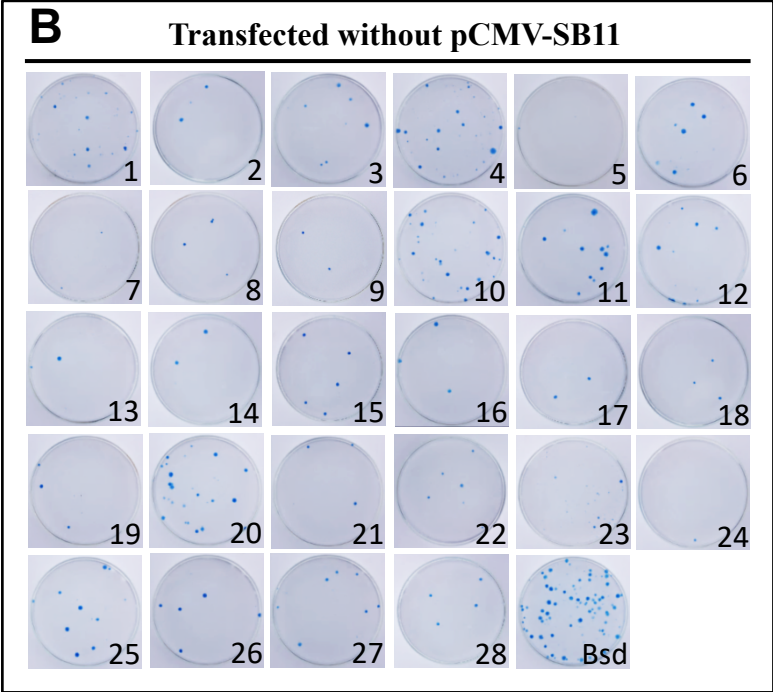 B
Transfected without pCMV-SB11
1 2 3 4 5 6
7 8 9 10 11 12
13 14 15 16 17 18
19 20 21 22 23 24
25 26 27 28 Bsd